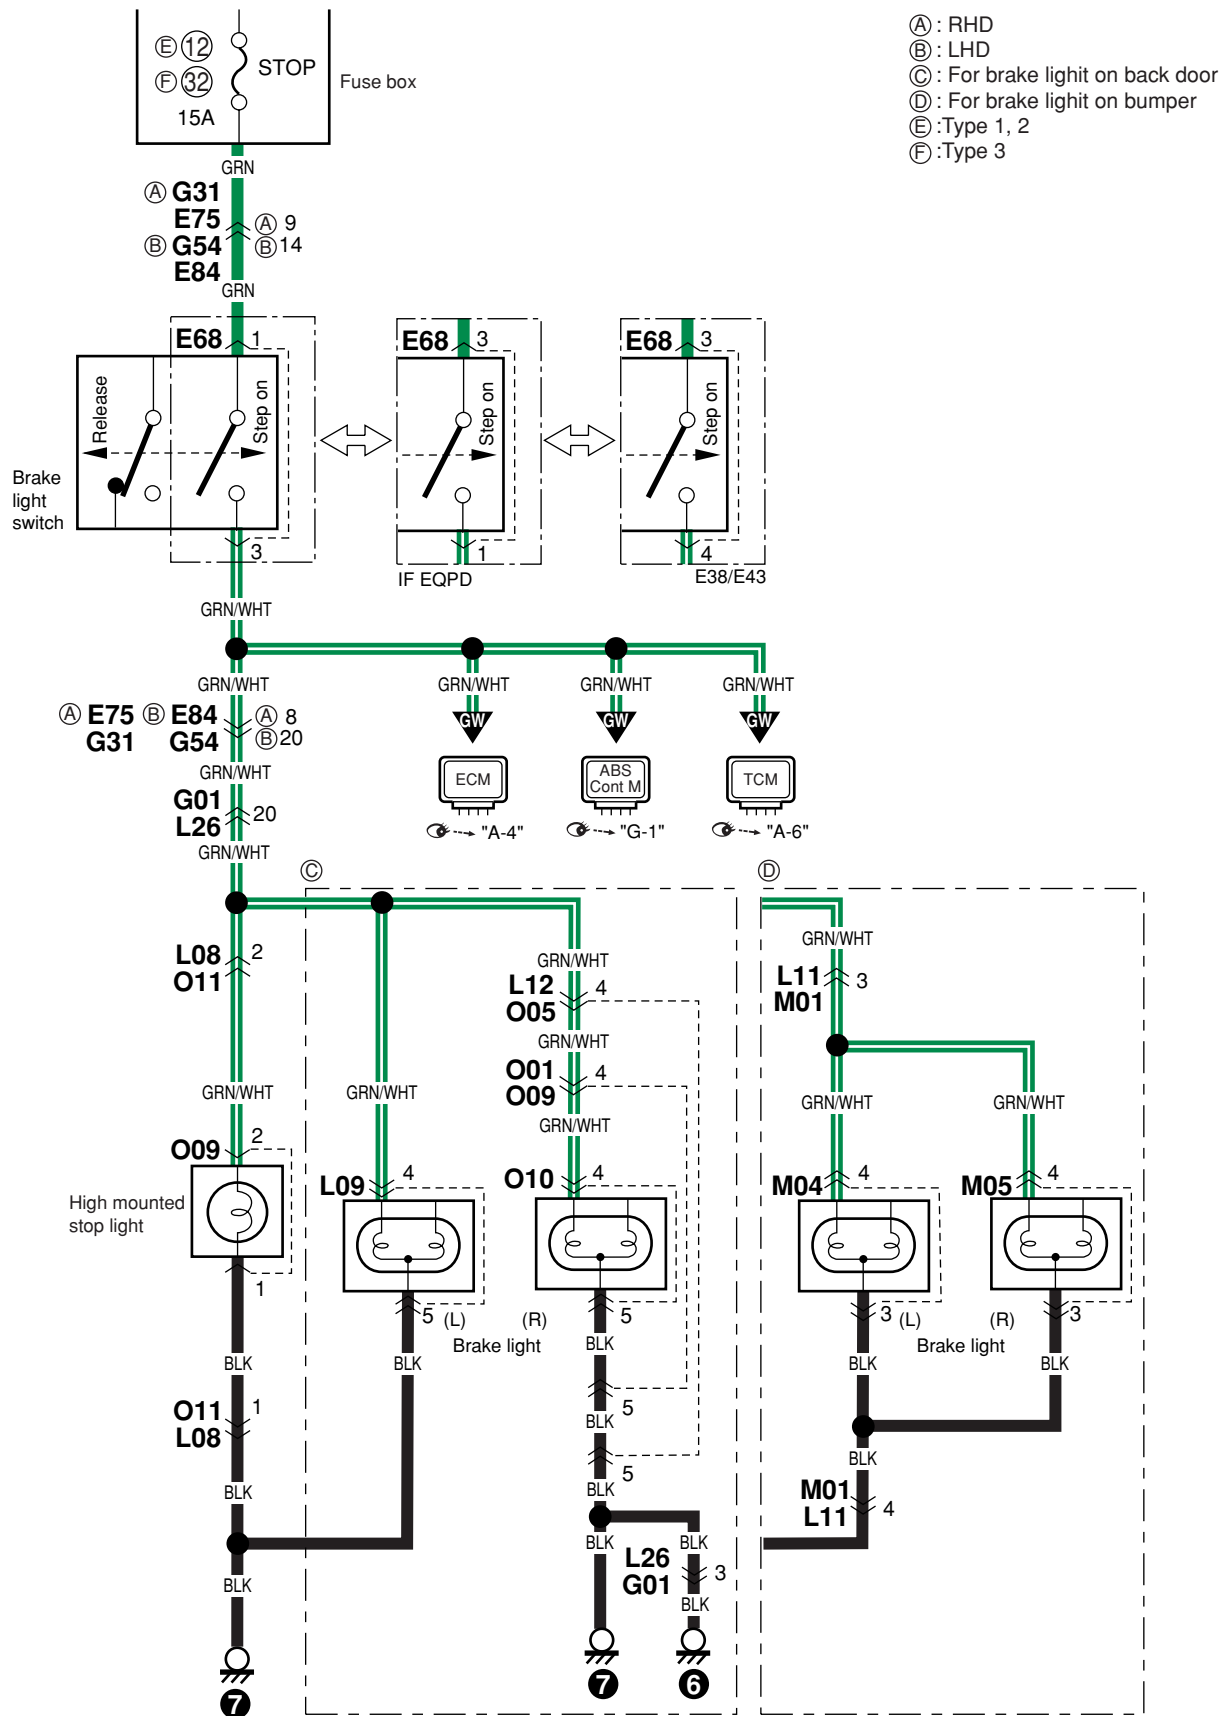 Ⓔ ⑫
Ⓕ ㉜
STOP
15A
Fuse box
Ⓐ : RHD
Ⓑ : LHD
Ⓒ : For brake lighit on back door
Ⓓ : For brake lighit on bumper
Ⓔ :Type 1, 2
Ⓕ :Type 3
GRN
Ⓐ G31
E75 Ⓐ 9
Ⓑ G54 Ⓑ 14
E84
GRN
E68 1
E68 3
E68 3
Release
Step on
Step on
Step on
Brake
light
switch
3
1
4
IF EQPD
E38/E43
GRN/WHT
GRN/WHT GRN/WHT GRN/WHT GRN/WHT
Ⓐ E75 Ⓑ E84 Ⓐ 8
G31 G54 Ⓑ 20
GW GW GW
GRN/WHT
ECM
ABS
Cont M
TCM
G01
L26 20
"A-4" "G-1" "A-6"
GRN/WHT
Ⓒ Ⓓ
L08 2
O11
GRN/WHT
L12 4
O05
GRN/WHT
O01 4
O09
GRN/WHT
GRN/WHT
L11 3
M01
GRN/WHT GRN/WHT GRN/WHT GRN/WHT
O09 2
L09 4
O10 4
M04 4
M05 4
High mounted
stop light
1
5 (L) (R) 5
Brake light
3 (L) (R) 3
Brake light
BLK BLK BLK BLK BLK
O11 1
L08
5
BLK
5
BLK
BLK
BLK
M01
L11 4
BLK BLK
L26 3
G01
BLK
BLK
7 7 6